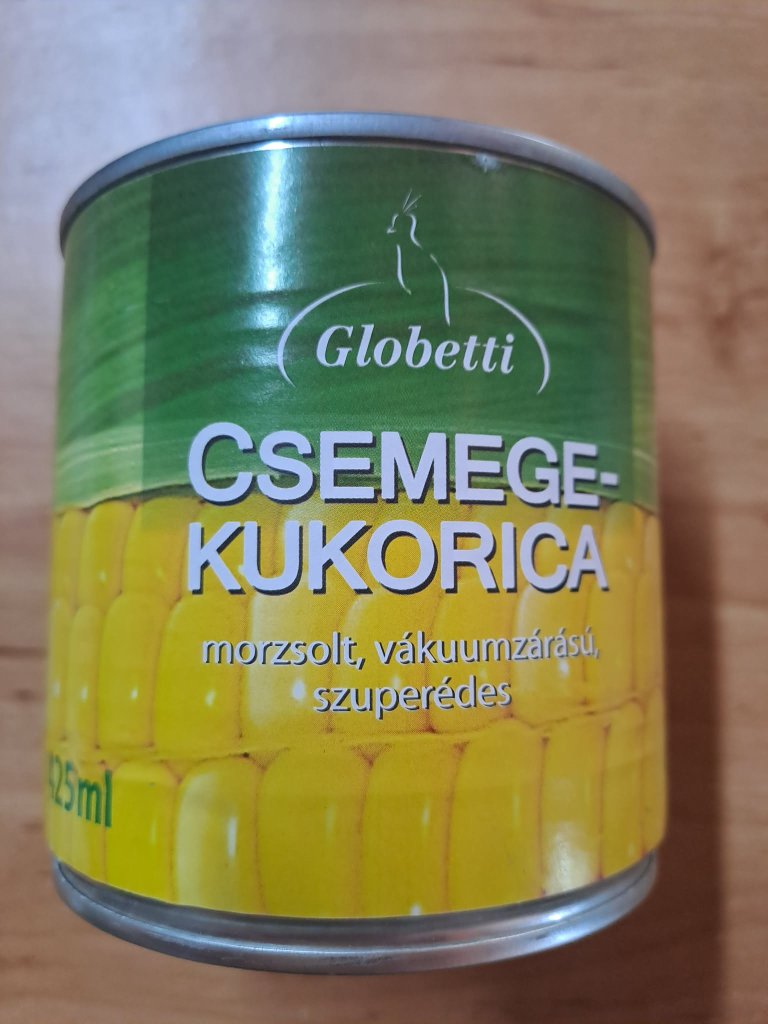 Globetti
CSEMEGE-
KUKORICA
morzsolt, vákuumzárású,
szuperédes
425ml